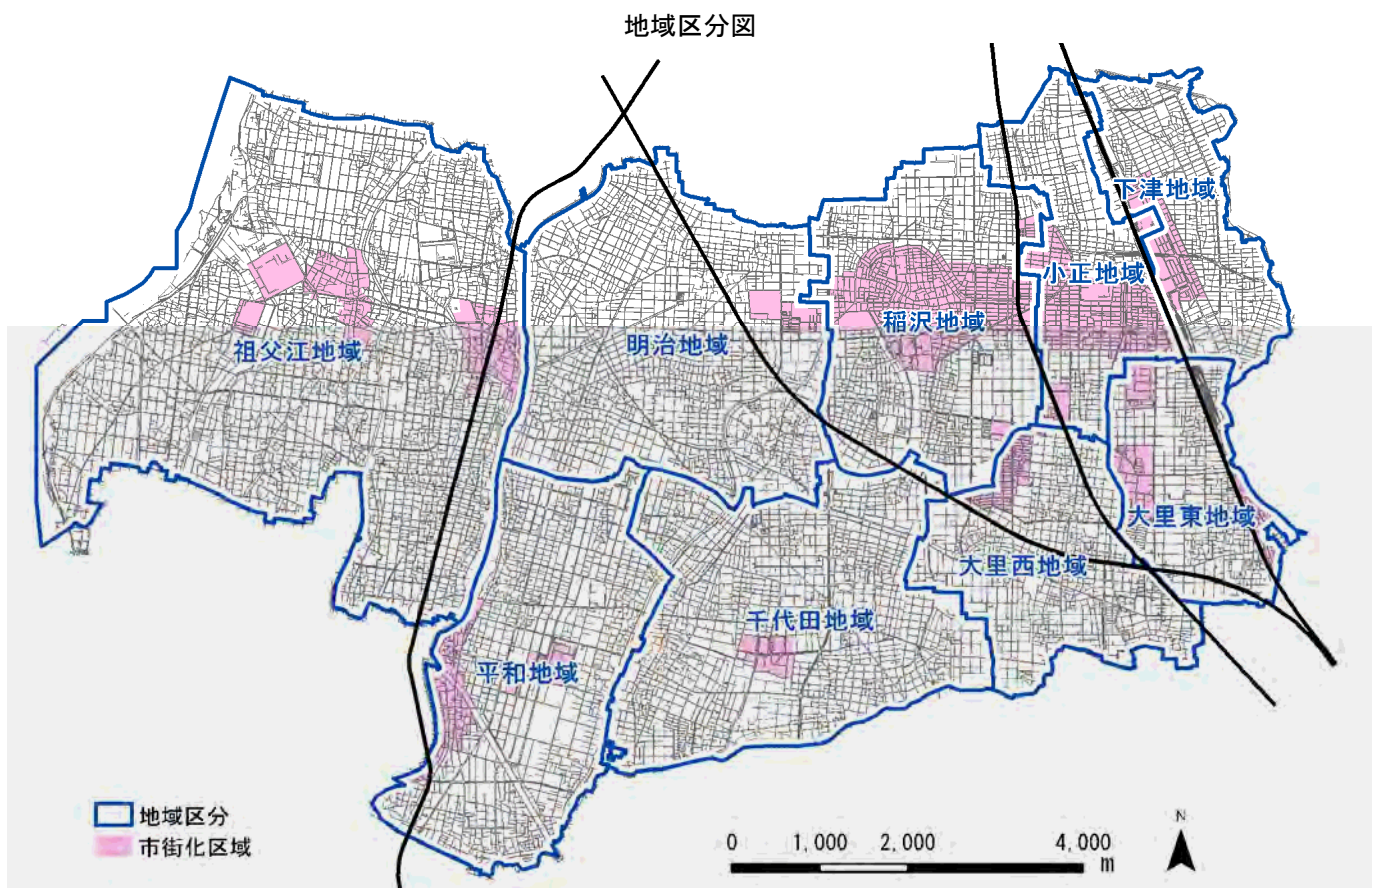 地域区分図
下津地域
小正地域
稲沢地域
明治地域
祖父江地域
大里東地域
大里西地域
千代田地域
平和地域
地域区分
市街化区域
0 1,000 2,000 4,000
m
N